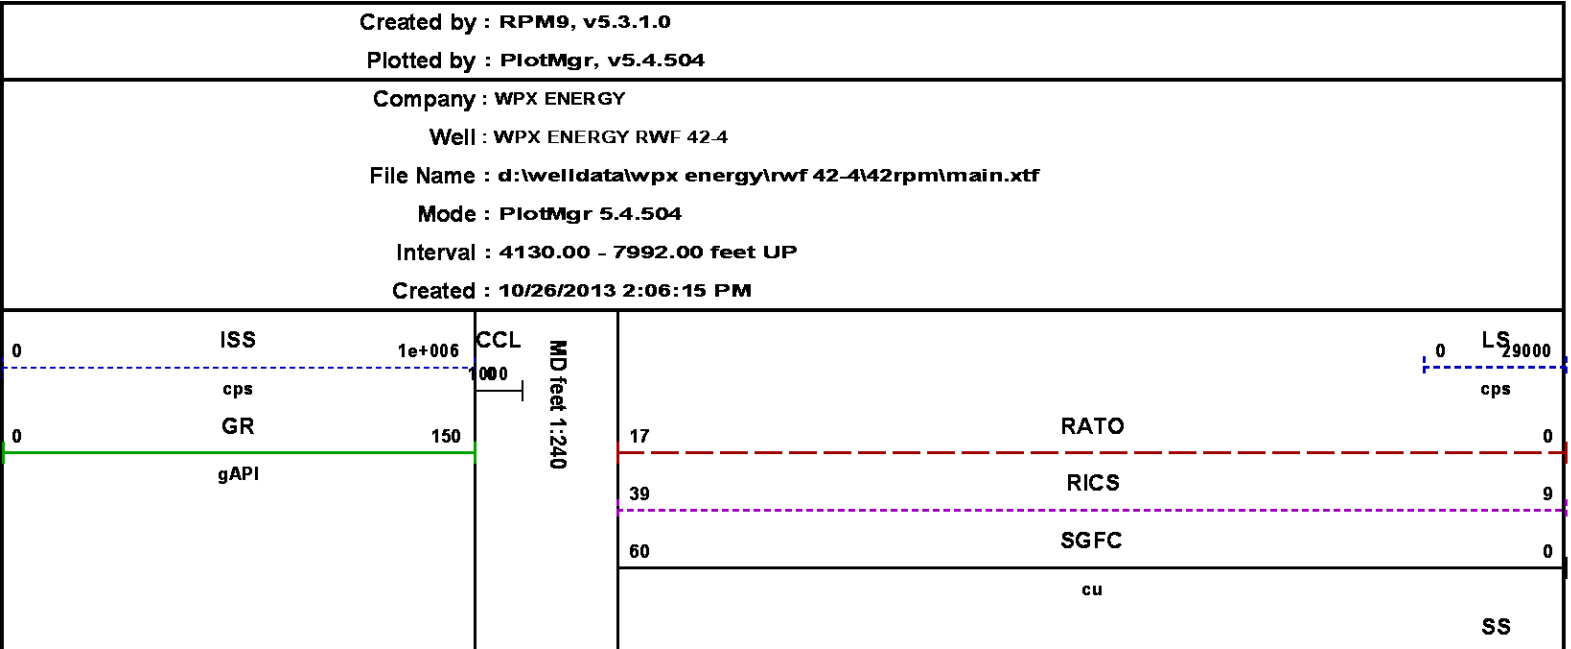 Created by : RPM9, v5.3.1.0
Plotted by : PlotMgr, v5.4.504
Company : WPX ENERGY
Well : WPX ENERGY RWF 42-4
File Name : d:\welldata\wpx energy\rwf 42-4\42rpm\main.xtf
Mode : PlotMgr 5.4.504
Interval : 4130.00 - 7992.00 feet UP
Created : 10/26/2013 2:06:15 PM
ISS
0 1e+006
cps
GR
0 150
gAPI
CCL
MD feet 1:240
LS
0 29000
cps
RATO
17 0
RICS
39 9
SGFC
60 0
cu
SS